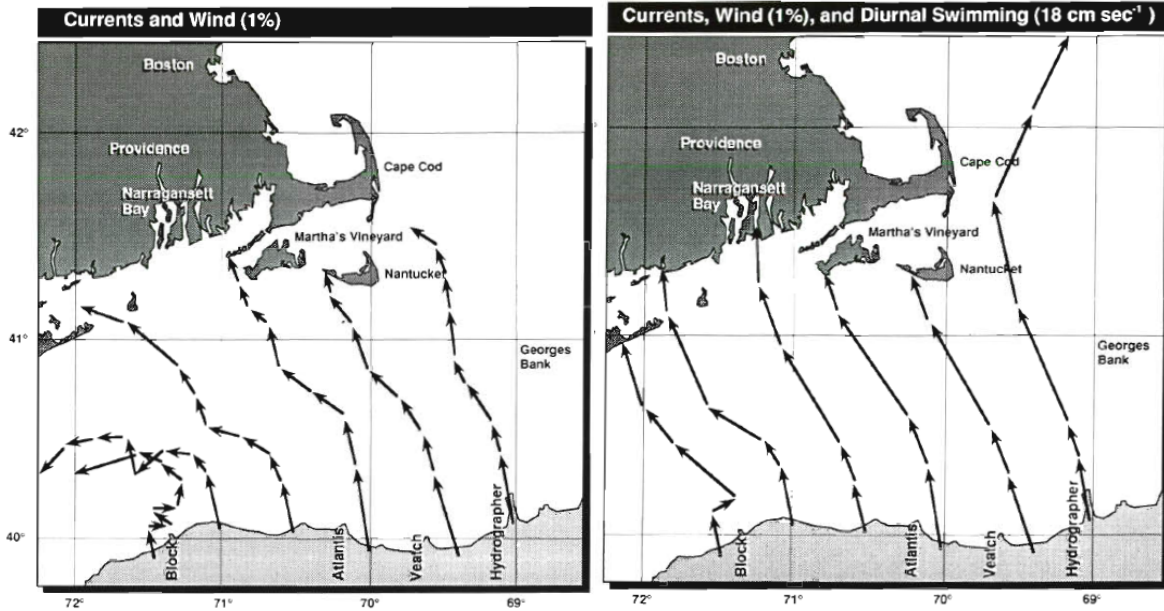 Currents and Wind (1%)
Boston
42°
Providence
Cape Cod
Narragansett
Bay
Martha's Vineyard
Nantucket
41°
Georges
Bank
40°
Block
Atlantis
Veatch
Hydrographer
72°
71°
70°
69°
Currents, Wind (1%), and Diurnal Swimming (18 cm sec⁻¹ )
Boston
Providence
Cape Cod
Narragansett
Bay
Martha's Vineyard
Nantucket
Georges
Bank
Block
Atlantis
Veatch
Hydrographer
72°
71°
70°
69°